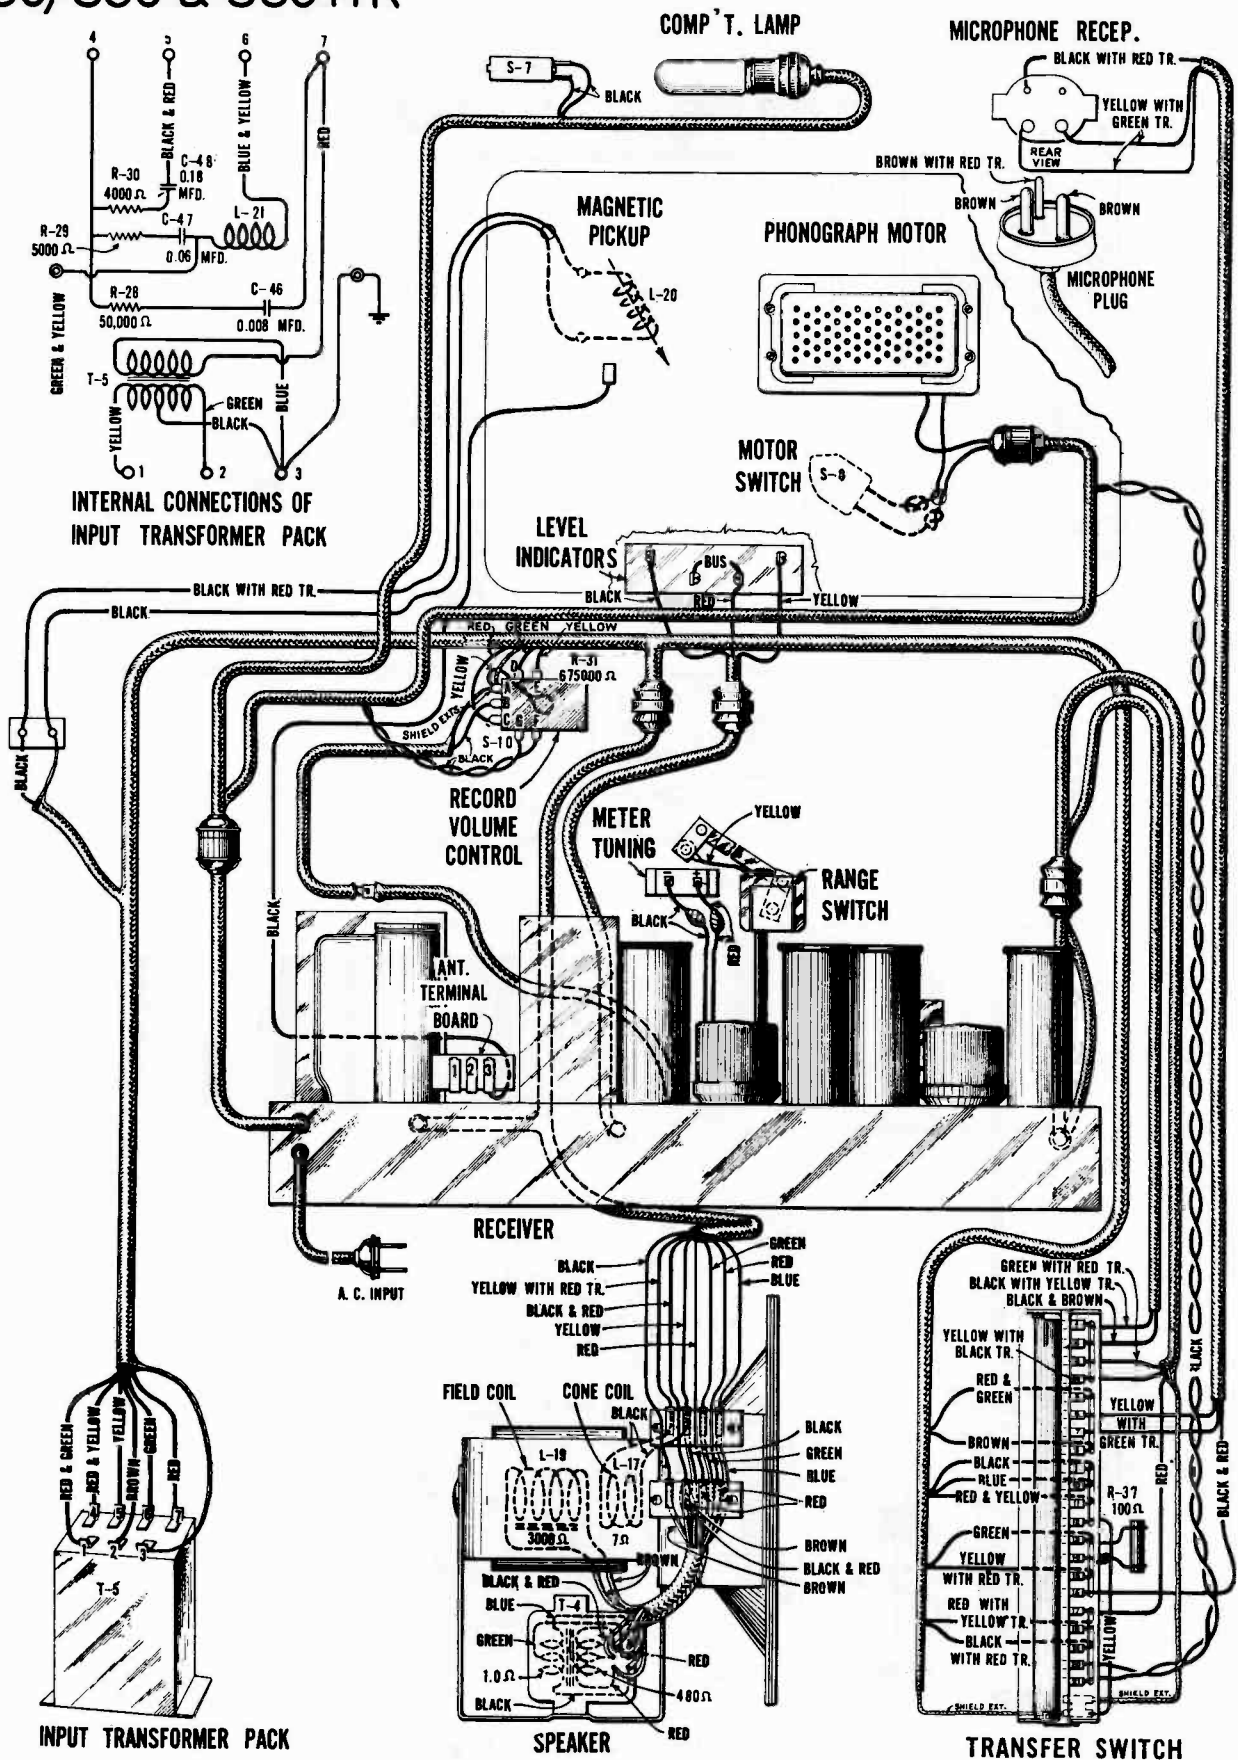 COMP'T. LAMP
MICROPHONE RECEP.
4
5
6
7
S-7
BLACK
BLACK WITH RED TR.
YELLOW WITH
GREEN TR.
REAR
VIEW
BROWN WITH RED TR.
BROWN
BROWN
MICROPHONE
PLUG
BLACK & RED
BLUE & YELLOW
RED
R-30
4000 Ω
C-48
0.18
MFD.
L-21
R-29
5000 Ω
C-47
0.06 MFD.
R-28
50,000 Ω
C-46
0.008 MFD.
GREEN & YELLOW
T-5
GREEN
BLACK
BLUE
YELLOW
1
2
3
INTERNAL CONNECTIONS OF
INPUT TRANSFORMER PACK
MAGNETIC
PICKUP
L-20
PHONOGRAPH MOTOR
MOTOR
SWITCH
S-8
LEVEL
INDICATORS
BUS
BLACK
RED
YELLOW
BLACK WITH RED TR.
BLACK
RED
GREEN
YELLOW
YELLOW
R-31
675000 Ω
A
B
C
D
E
G
F
SHIELD EXTS.
S-10
BLACK
BLACK
RECORD
VOLUME
CONTROL
METER
TUNING
YELLOW
- +
RANGE
SWITCH
BLACK
RED
BLACK
ANT.
TERMINAL
BOARD
1 2 3
RECEIVER
A. C. INPUT
BLACK
YELLOW WITH RED TR.
BLACK & RED
YELLOW
RED
GREEN
RED
BLUE
FIELD COIL
CONE COIL
BLACK
L-19
L-17
3000 Ω
7Ω
BLACK
GREEN
BLUE
RED
BROWN
BLACK & RED
BROWN
BROWN
BLACK & RED
BLUE
T-4
GREEN
1.0 Ω
BLACK
RED
480Ω
RED
SPEAKER
RED & GREEN
RED & YELLOW
YELLOW
BROWN
GREEN
RED
1
2
3
T-5
INPUT TRANSFORMER PACK
GREEN WITH RED TR.
BLACK WITH YELLOW TR.
BLACK & BROWN
YELLOW WITH
BLACK TR.
RED &
GREEN
BROWN
BLACK
BLUE
RED & YELLOW
GREEN
YELLOW
WITH RED TR.
RED WITH
YELLOW TR.
BLACK
WITH RED TR.
BLACK
YELLOW
WITH
GREEN TR.
RED
R-37
100Ω
BLACK & RED
YELLOW
SHIELD EXT.
SHIELD EXT.
TRANSFER SWITCH